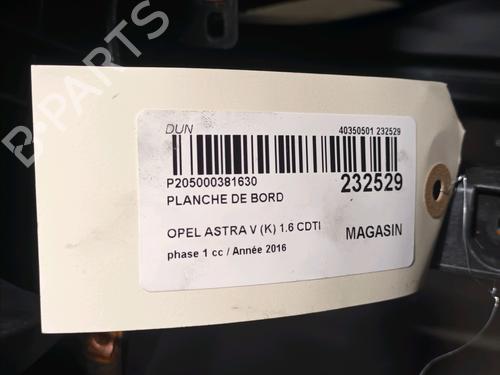 DUN
40350501 232529
P205000381630
232529
PLANCHE DE BORD
OPEL ASTRA V (K) 1.6 CDTI
MAGASIN
phase 1 cc / Année 2016